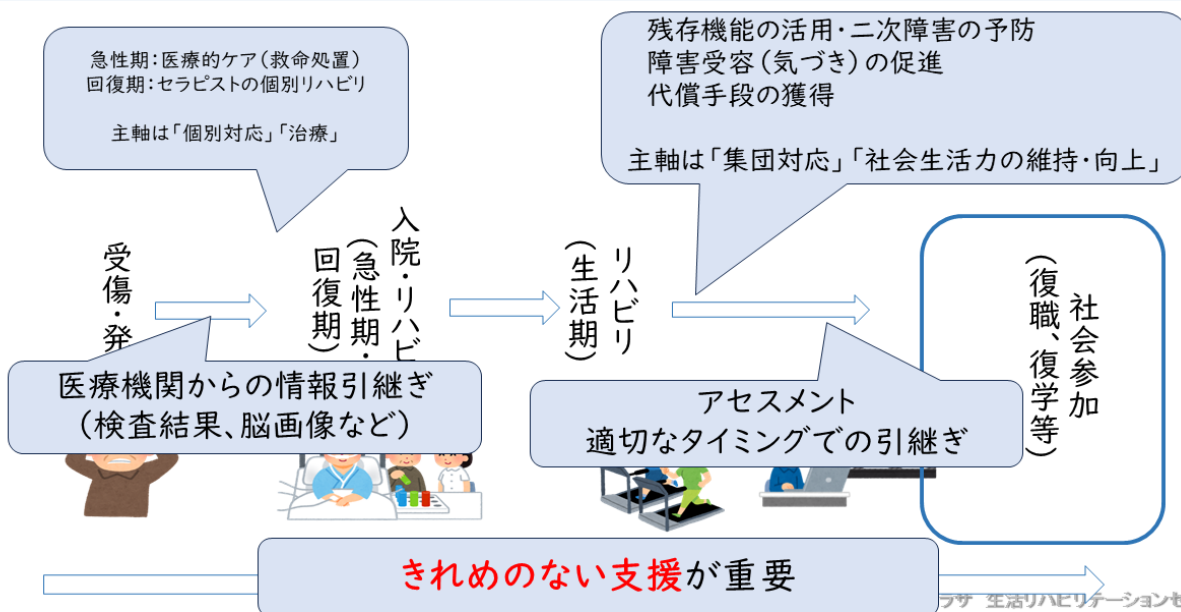 急性期:医療的ケア(救命処置)
回復期:セラピストの個別リハビリ
主軸は「個別対応」「治療」
残存機能の活用・二次障害の予防
障害受容(気づき)の促進
代償手段の獲得
主軸は「集団対応」「社会生活力の維持・向上」
受傷・発
入院・リハビ
(急性期・
回復期)
リハビリ
(生活期)
社会参加
(復職、復学等)
医療機関からの情報引継ぎ
(検査結果、脳画像など)
アセスメント
適切なタイミングでの引継ぎ
きれめのない支援が重要
ラザ 生活リハビリテーションセ